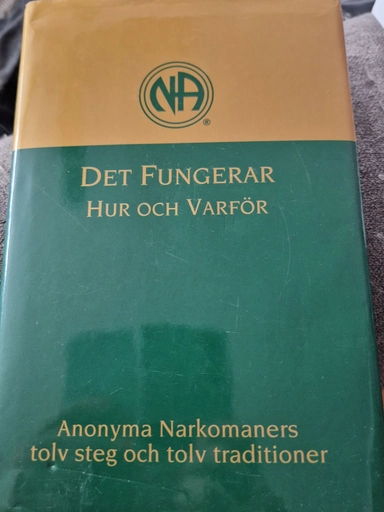 NA
®
DET FUNGERAR
HUR OCH VARFÖR
Anonyma Narkomaners
tolv steg och tolv traditioner